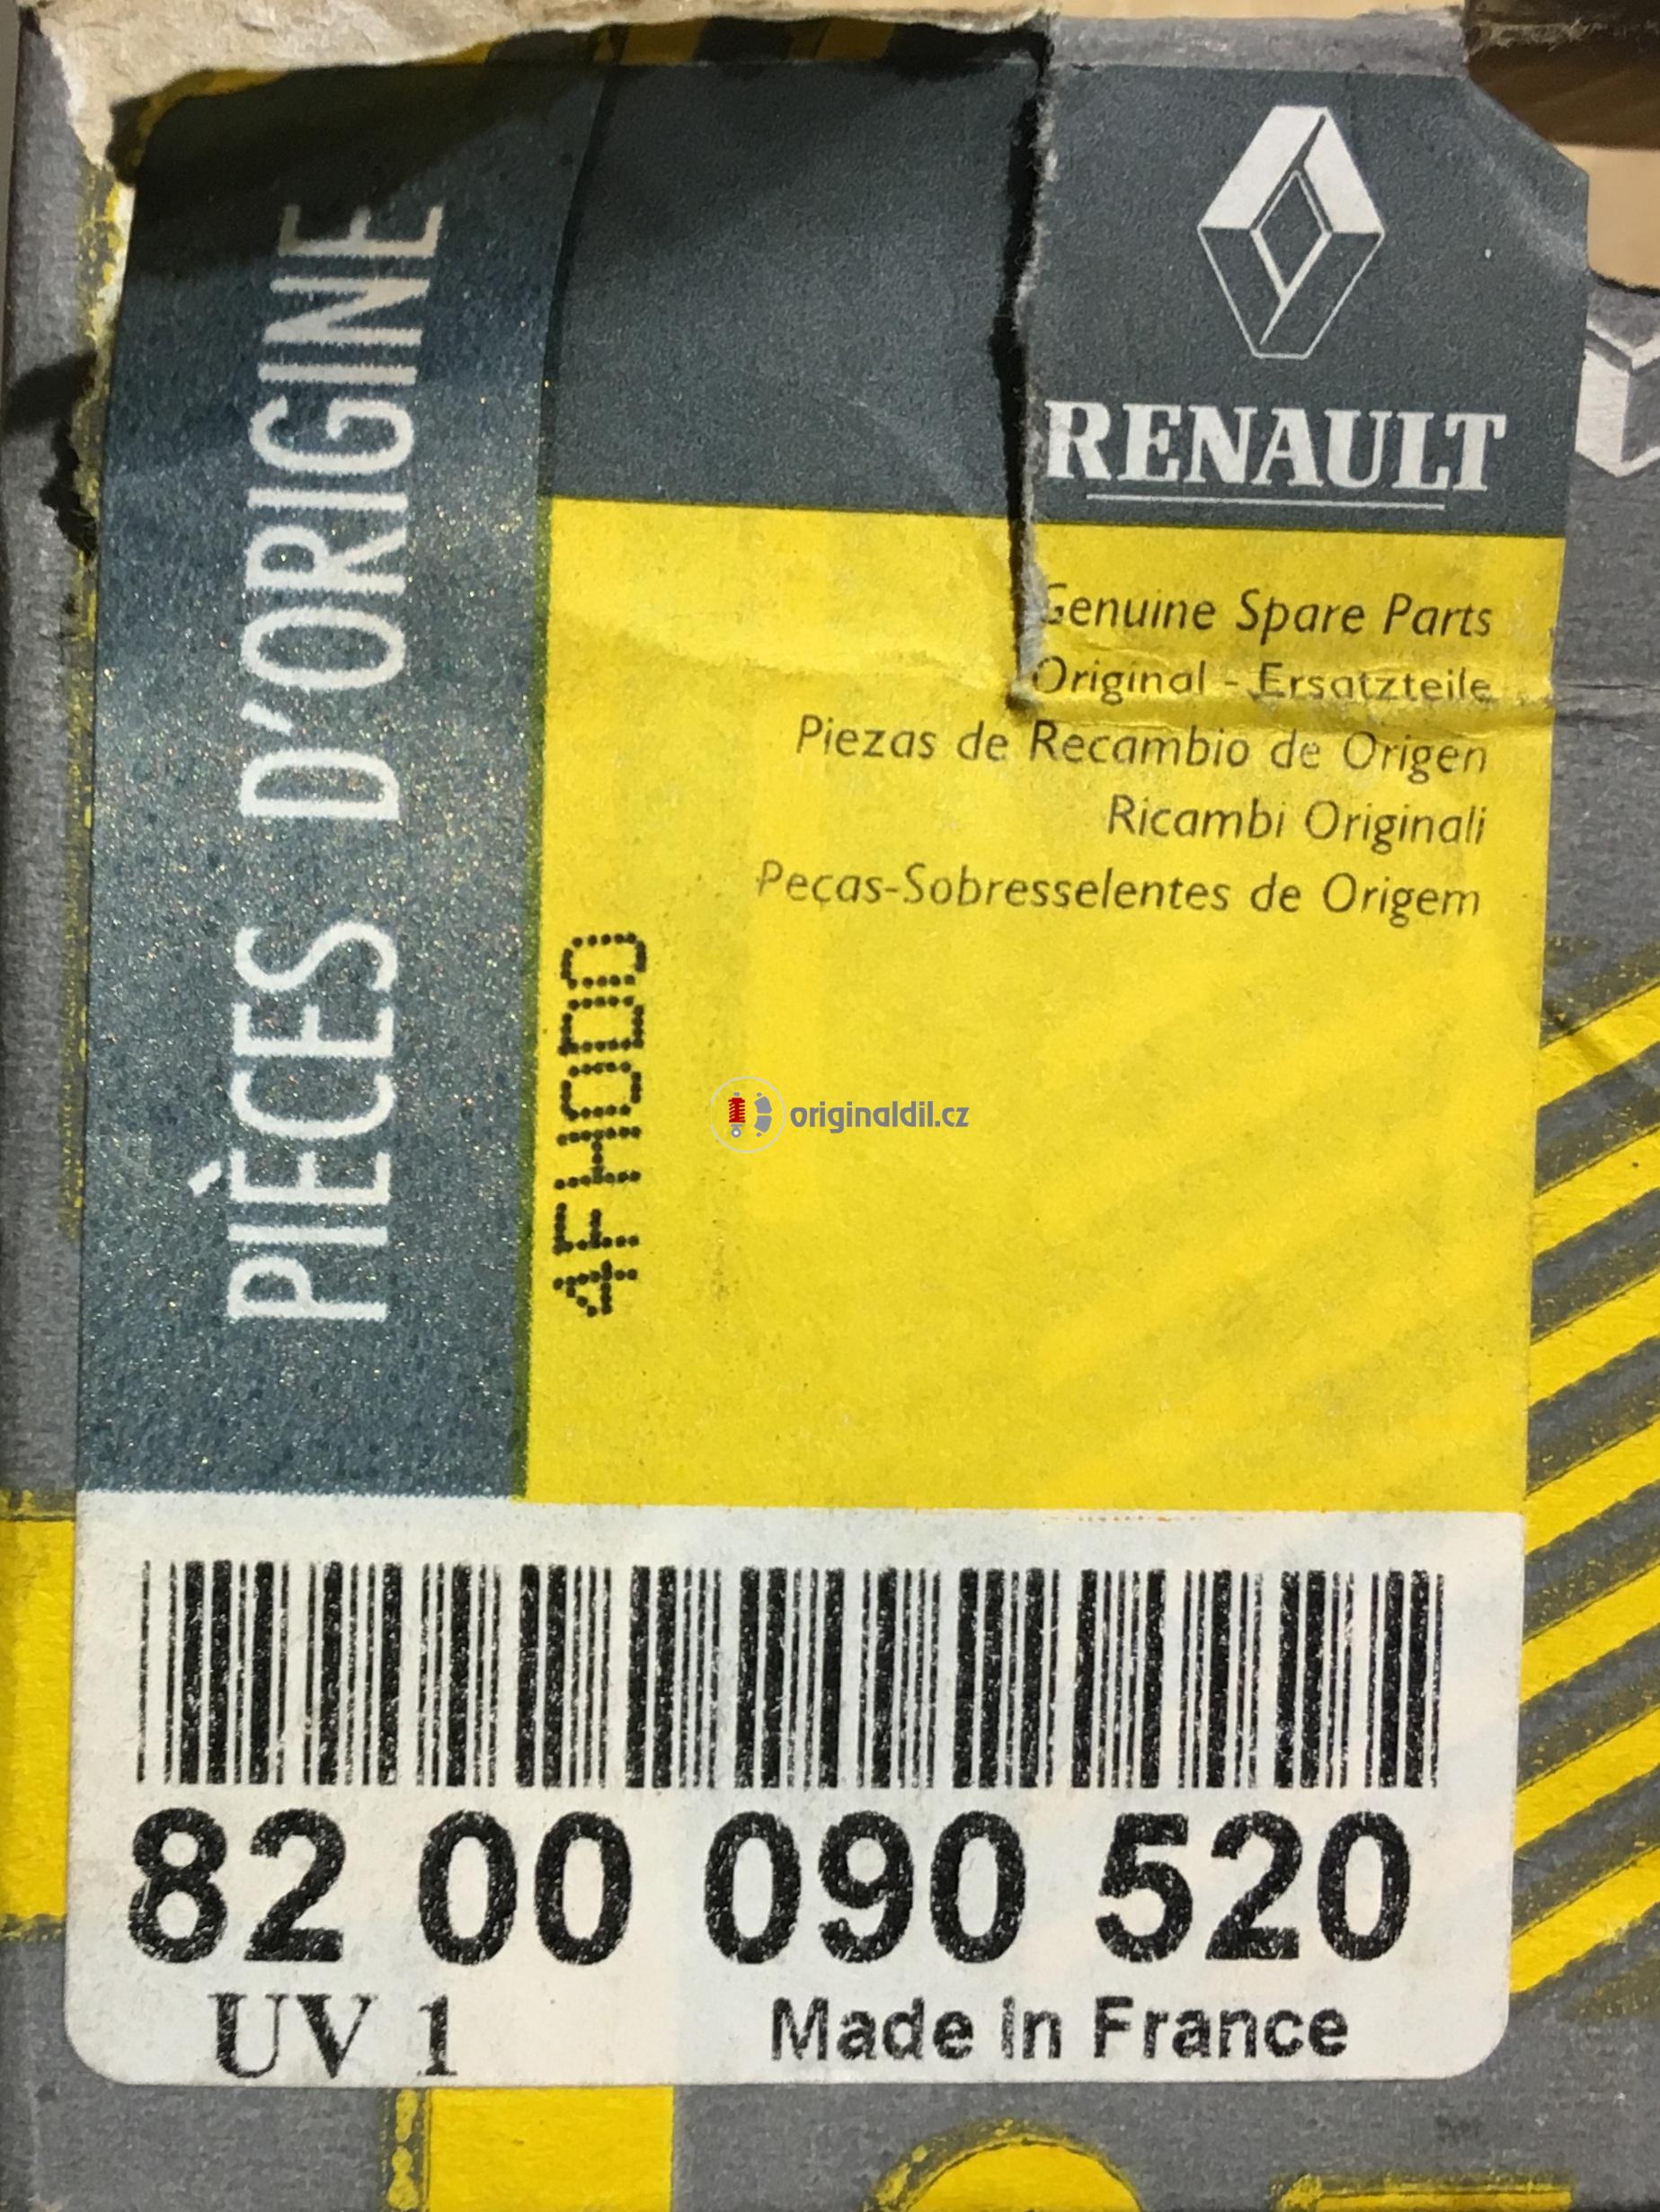 PIÈCES D'ORIGINE
RENAULT
Genuine Spare Parts
Original - Ersatzteile
Piezas de Recambio de Origen
Ricambi Originali
Peças-Sobresselentes de Origem
4FH0D0
originaldil.cz
82 00 090 520
UV 1
Made in France